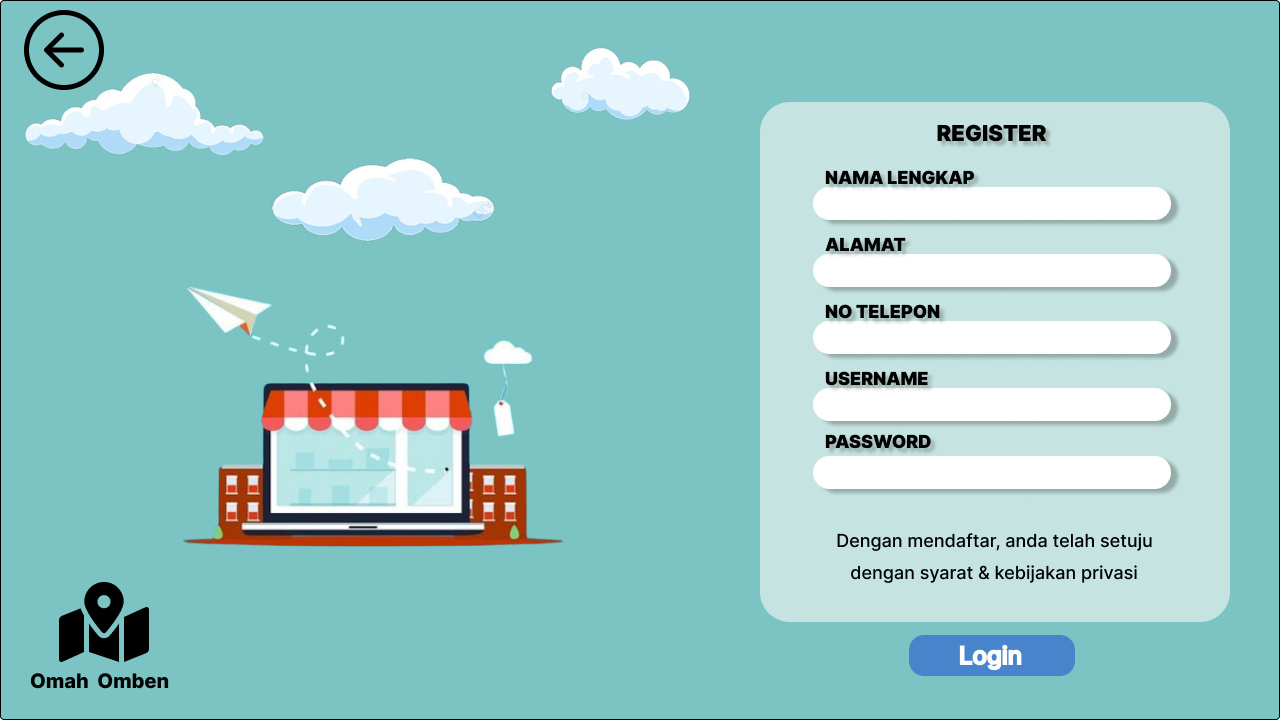 REGISTER
NAMA LENGKAP
ALAMAT
NO TELEPON
USERNAME
PASSWORD
Dengan mendaftar, anda telah setuju
dengan syarat & kebijakan privasi
Login
Omah Omben